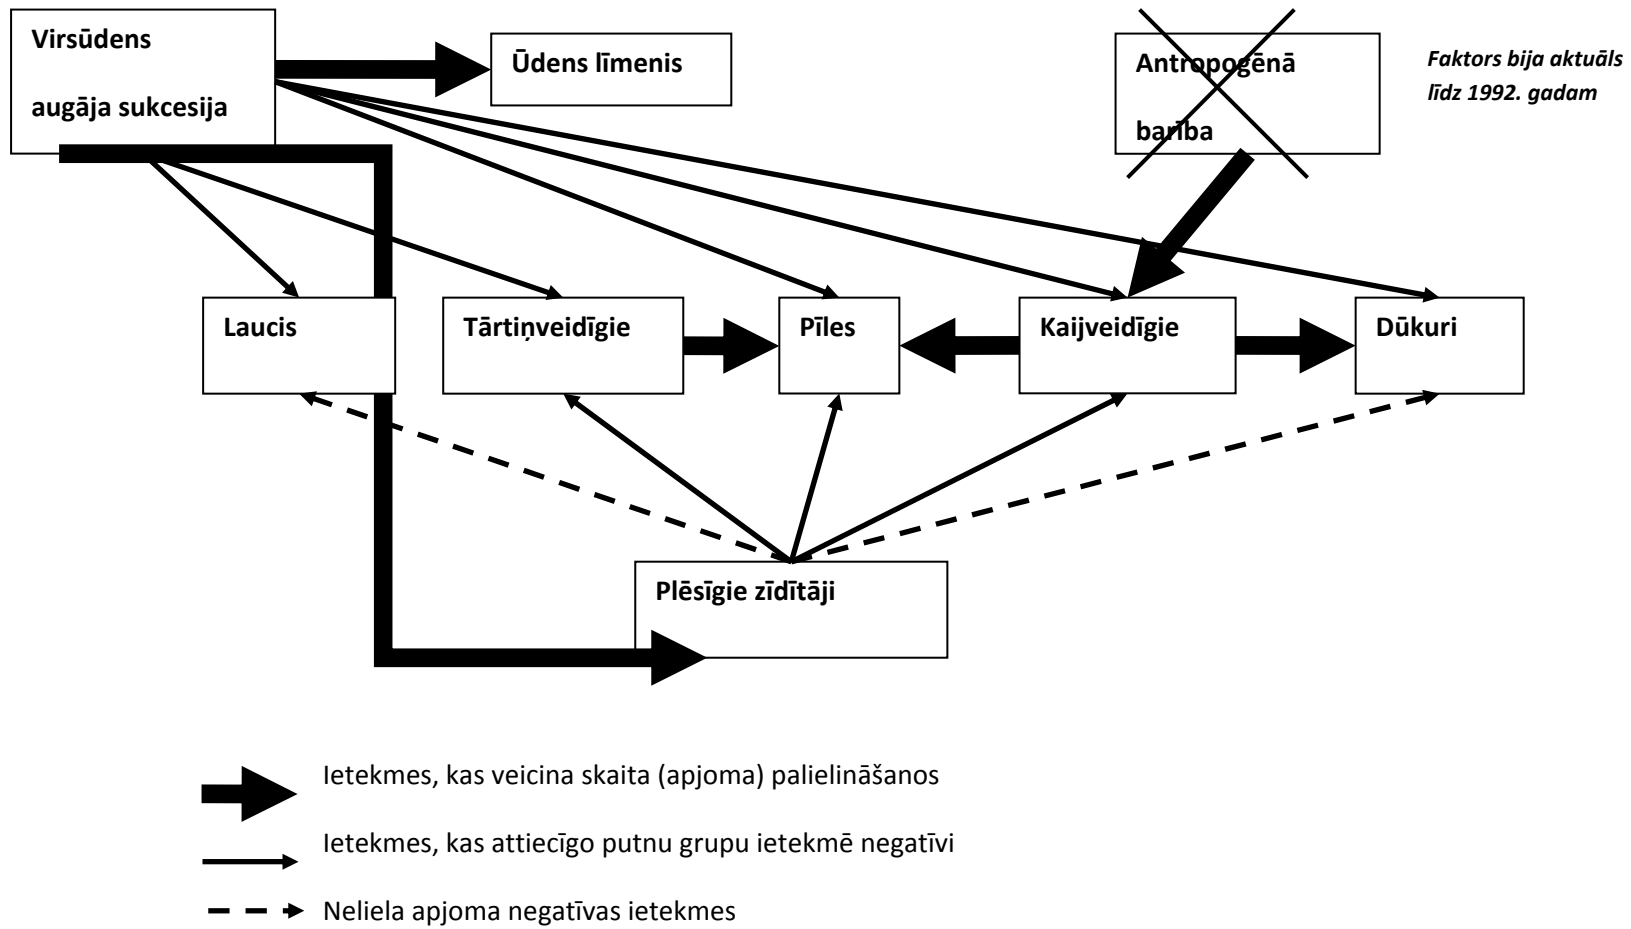 Virsūdens
augāja sukcesija
Ūdens līmenis
Antropogēnā
barība
Faktors bija aktuāls
līdz 1992. gadam
Laucis
Tārtiņveidīgie
Pīles
Kaijveidīgie
Dūkuri
Plēsīgie zīdītāji
Ietekmes, kas veicina skaita (apjoma) palielināšanos
Ietekmes, kas attiecīgo putnu grupu ietekmē negatīvi
Neliela apjoma negatīvas ietekmes